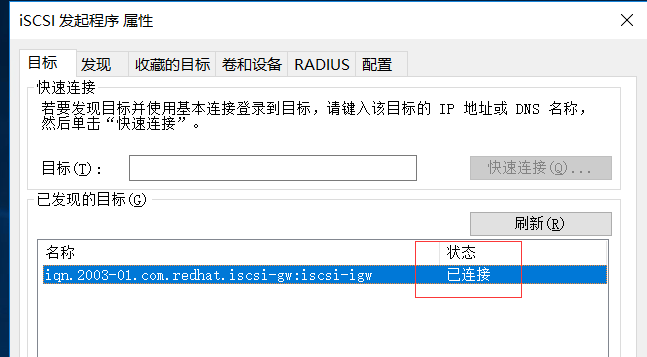 iSCSI 发起程序 属性
目标 发现 收藏的目标 卷和设备 RADIUS 配置
快速连接
若要发现目标并使用基本连接登录到目标，请键入该目标的 IP 地址或 DNS 名称，
然后单击“快速连接”。
目标(T): 快速连接(Q)...
已发现的目标(G)
刷新(R)
名称 状态
iqn.2003-01.com.redhat.iscsi-gw:iscsi-igw 已连接